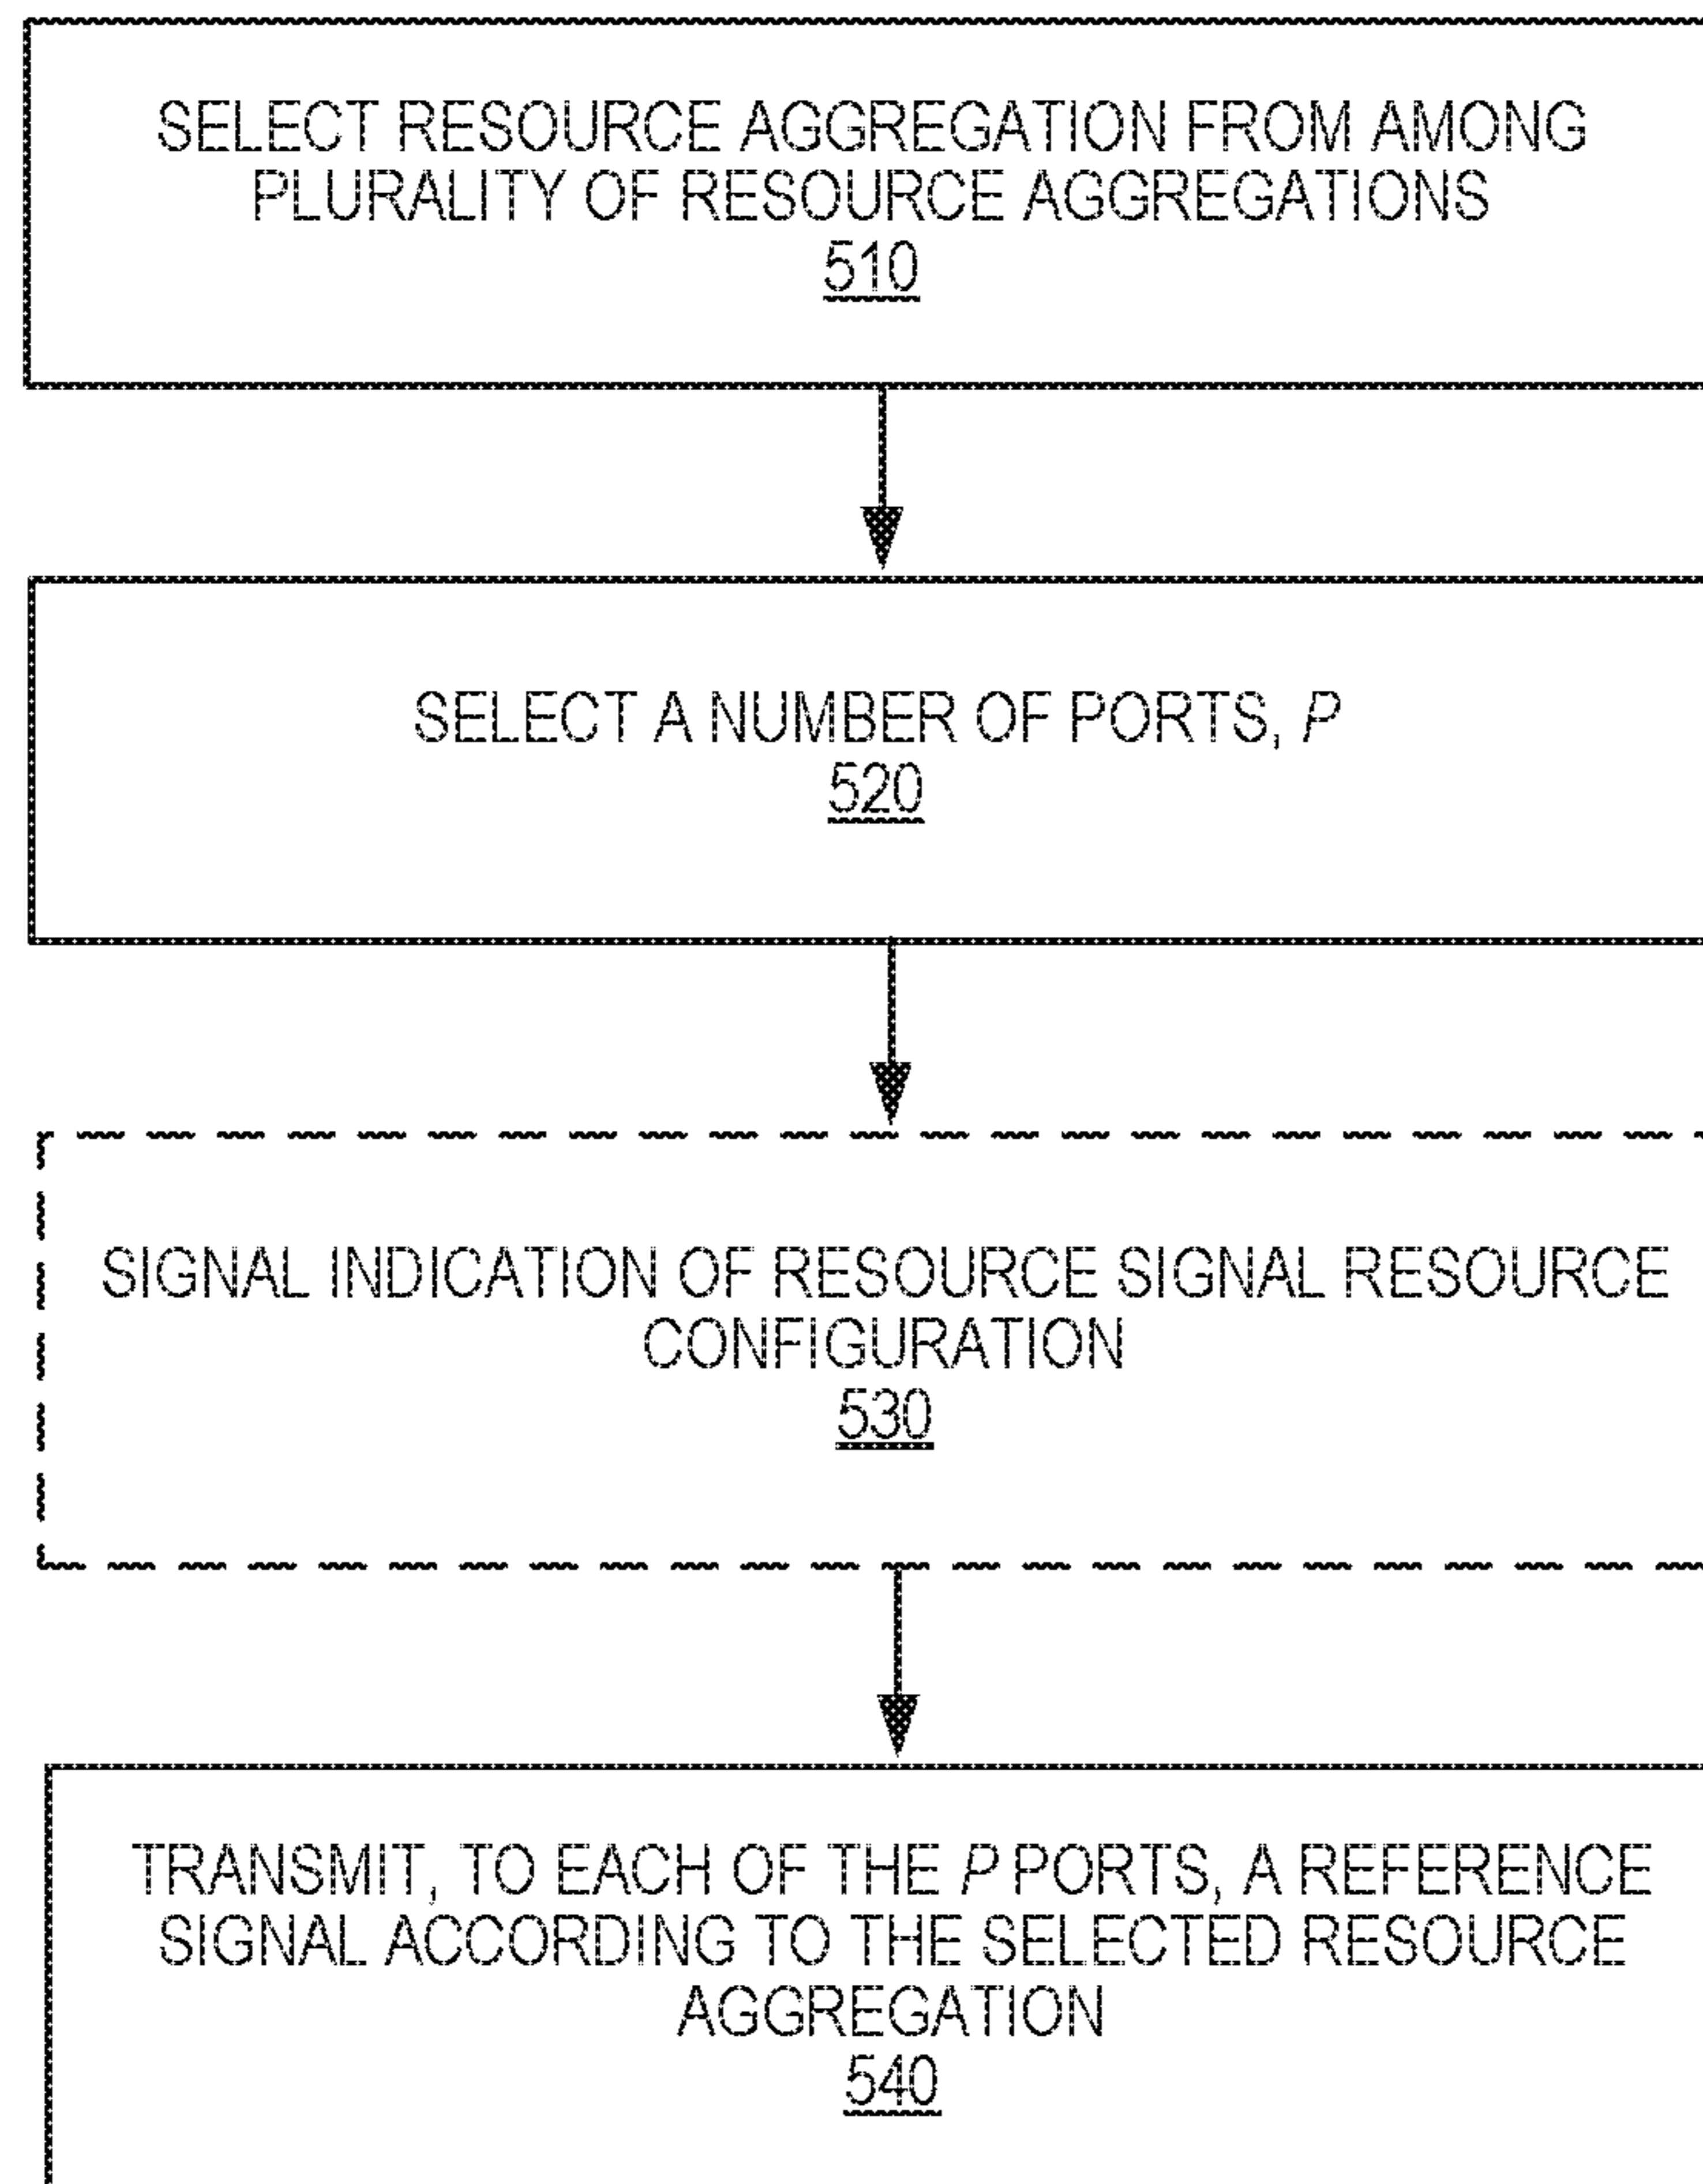 SELECT RESOURCE AGGREGATION FROM AMONG
PLURALITY OF RESOURCE AGGREGATIONS
510
SELECT A NUMBER OF PORTS, P
520
SIGNAL INDICATION OF RESOURCE SIGNAL RESOURCE
CONFIGURATION
530
TRANSMIT, TO EACH OF THE P PORTS, A REFERENCE
SIGNAL ACCORDING TO THE SELECTED RESOURCE
AGGREGATION
540